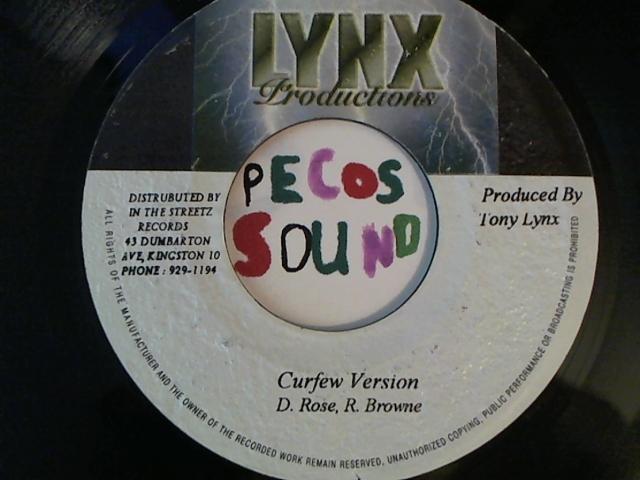 LYNX
Productions
PECOS
SOUND
DISTRUBUTED BY
IN THE STREETZ
RECORDS
43 DUMBARTON
AVE, KINGSTON 10
PHONE : 929-1194
Produced By
Tony Lynx
Curfew Version
D. Rose, R. Browne
ALL RIGHTS OF THE MANUFACTURER AND THE OWNER OF THE RECORDED WORK REMAIN RESERVED, UNAUTHORIZED COPYING, PUBLIC PERFORMANCE OR BROADCASTING IS PROHIBITED